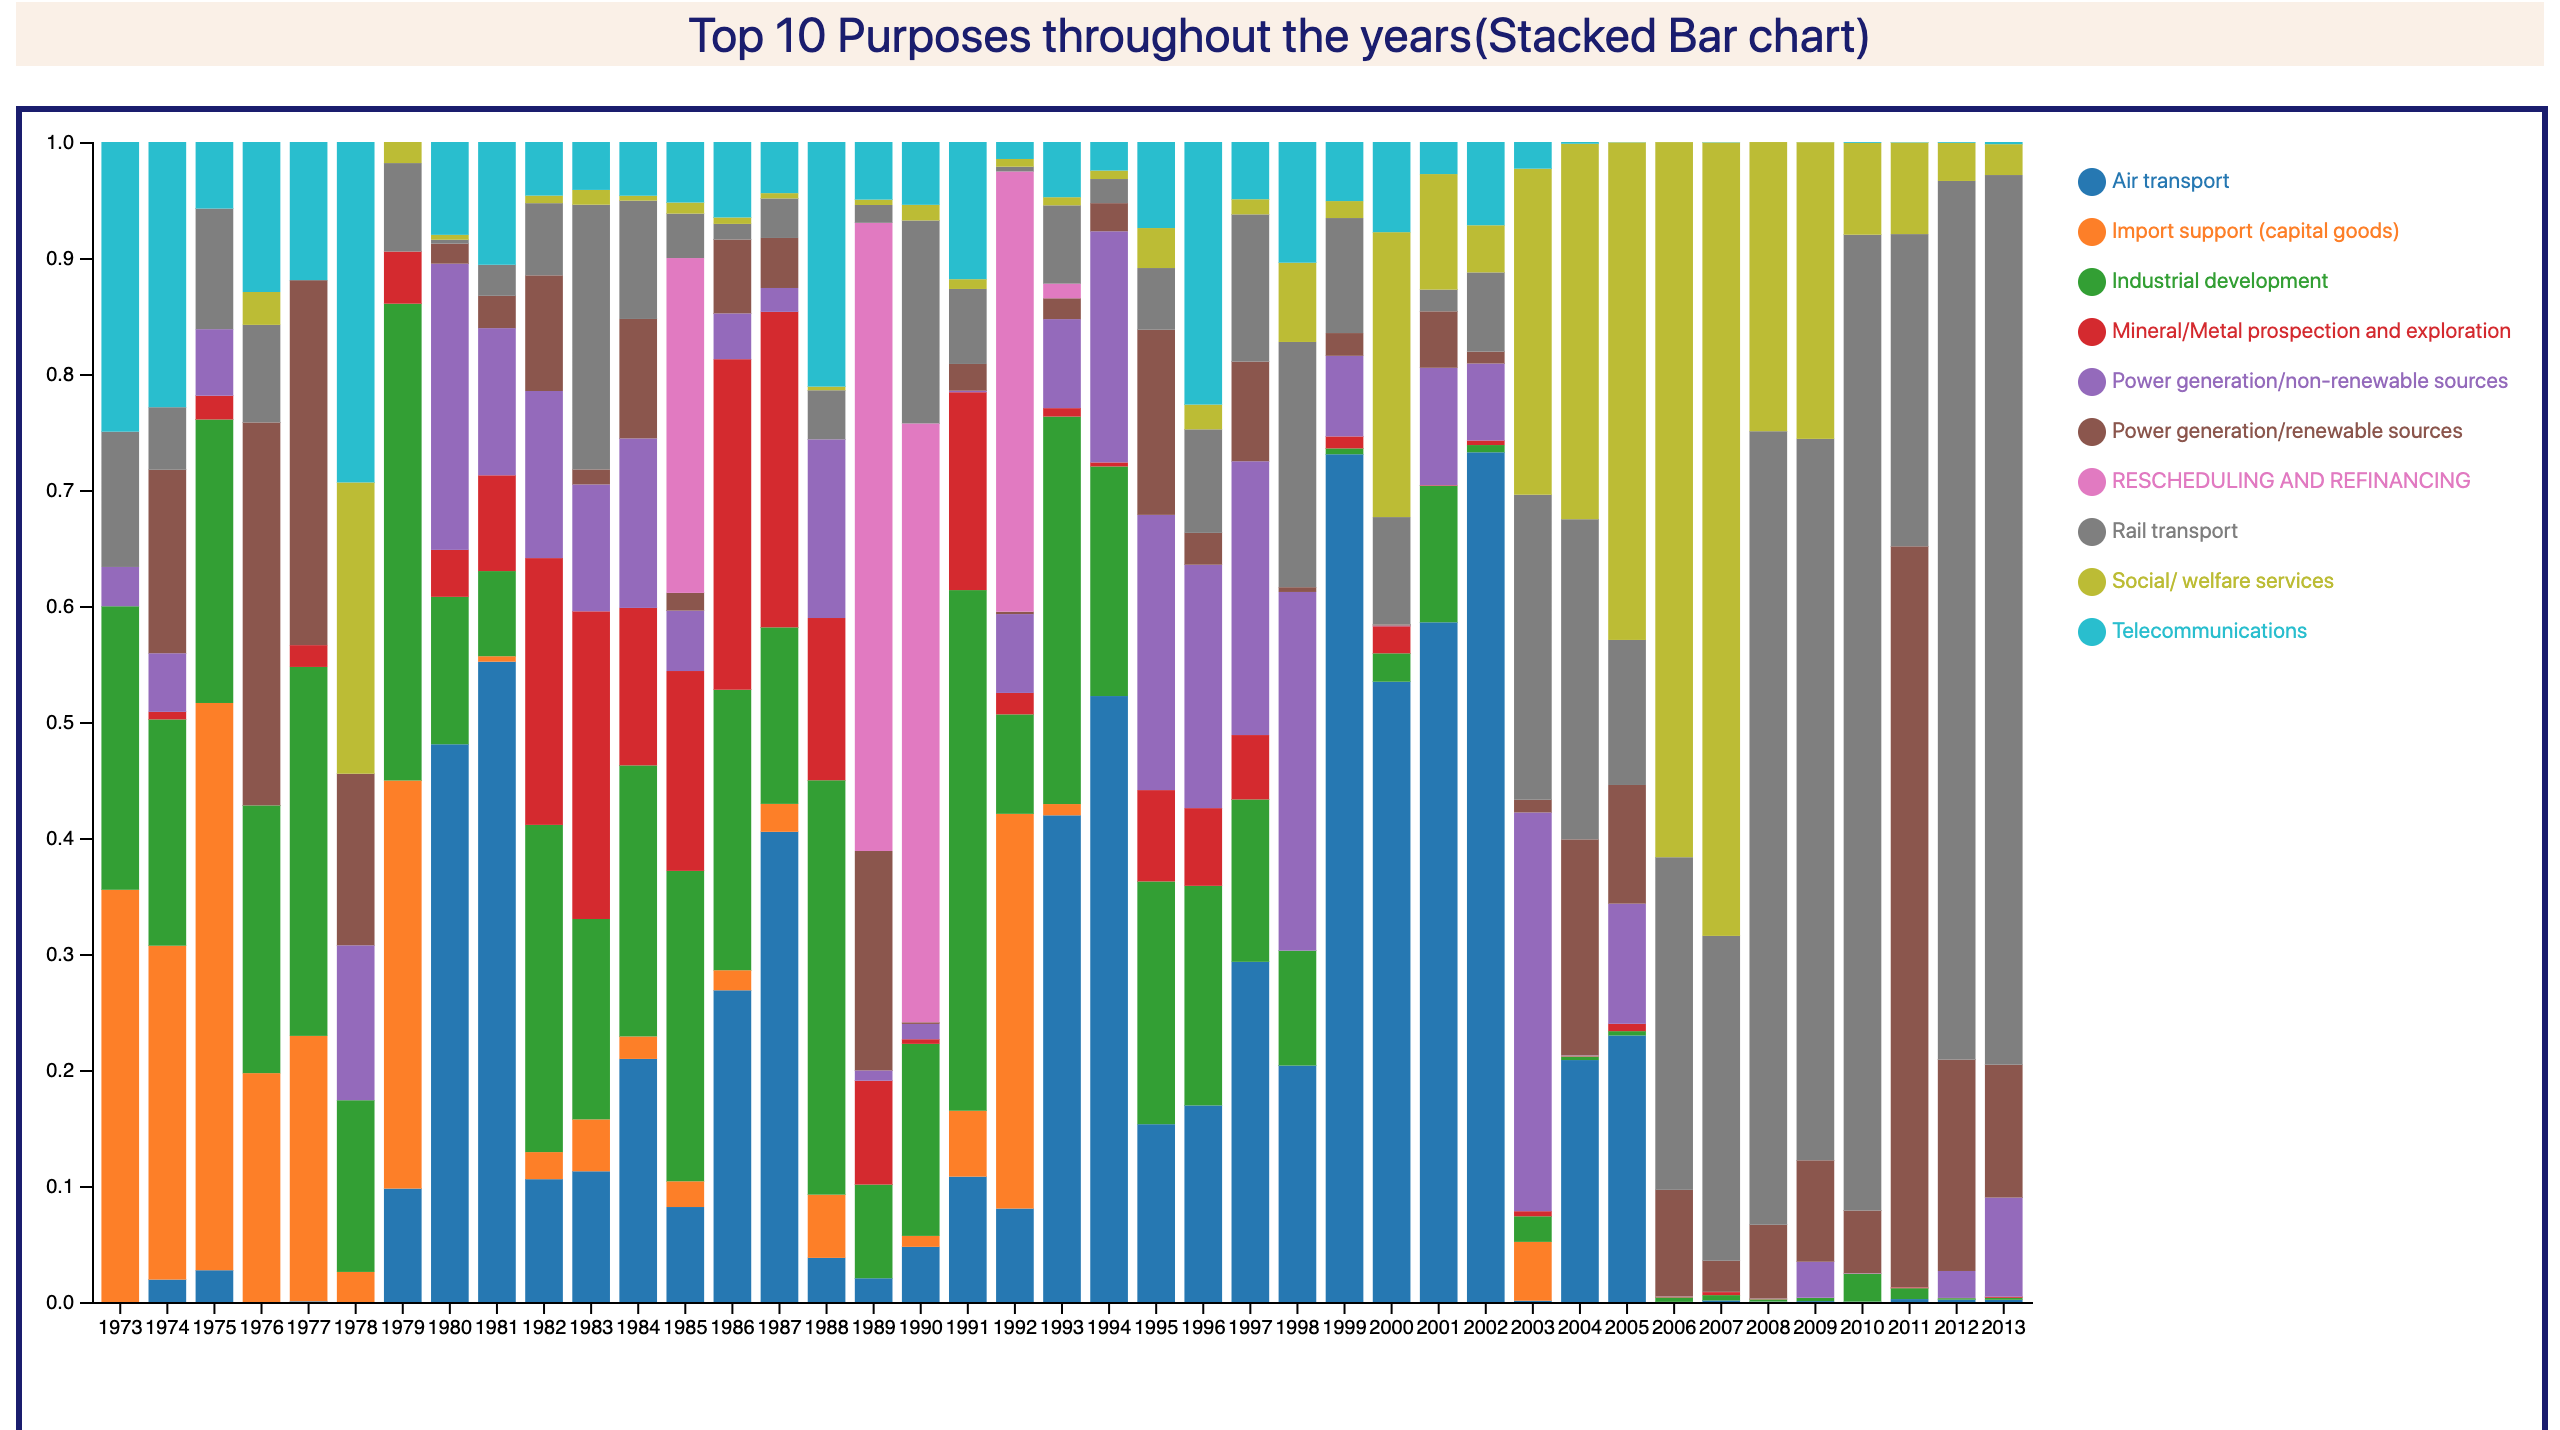 Top 10 Purposes throughout the years(Stacked Bar chart)
1.0
0.9
0.8
0.7
0.6
0.5
0.4
0.3
0.2
0.1
0.0
1973 1974 1975 1976 1977 1978 1979 1980 1981 1982 1983 1984 1985 1986 1987 1988 1989 1990 1991 1992 1993 1994 1995 1996 1997 1998 1999 2000 2001 2002 2003 2004 2005 2006 2007 2008 2009 2010 2011 2012 2013
Air transport
Import support (capital goods)
Industrial development
Mineral/Metal prospection and exploration
Power generation/non-renewable sources
Power generation/renewable sources
RESCHEDULING AND REFINANCING
Rail transport
Social/ welfare services
Telecommunications